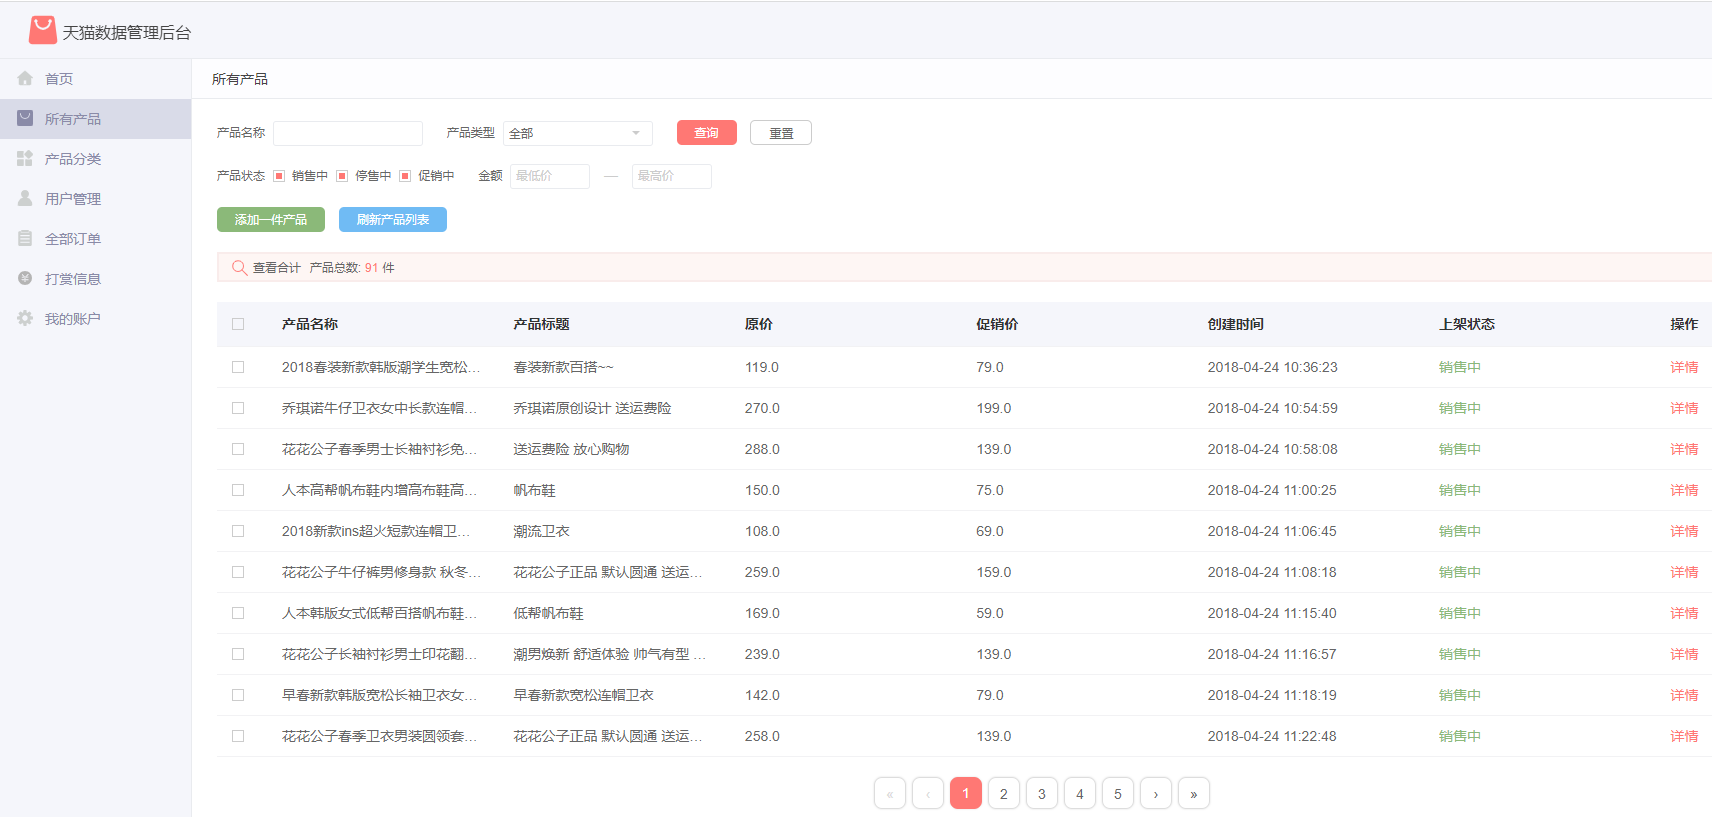 天猫数据管理后台
首页
所有产品
产品分类
用户管理
全部订单
打赏信息
我的账户
所有产品
产品名称 产品类型 全部 查询 重置
产品状态 销售中 停售中 促销中 金额 最低价 — 最高价
添加一件产品 刷新产品列表
查看合计 产品总数: 91 件
产品名称 产品标题 原价 促销价 创建时间 上架状态 操作
2018春装新款韩版潮学生宽松... 春装新款百搭~~ 119.0 79.0 2018-04-24 10:36:23 销售中 详情
乔琪诺牛仔卫衣女中长款连帽... 乔琪诺原创设计 送运费险 270.0 199.0 2018-04-24 10:54:59 销售中 详情
花花公子春季男士长袖衬衫免... 送运费险 放心购物 288.0 139.0 2018-04-24 10:58:08 销售中 详情
人本高帮帆布鞋内增高布鞋高... 帆布鞋 150.0 75.0 2018-04-24 11:00:25 销售中 详情
2018新款ins超火短款连帽卫... 潮流卫衣 108.0 69.0 2018-04-24 11:06:45 销售中 详情
花花公子牛仔裤男修身款 秋冬... 花花公子正品 默认圆通 送运... 259.0 159.0 2018-04-24 11:08:18 销售中 详情
人本韩版女式低帮百搭帆布鞋... 低帮帆布鞋 169.0 59.0 2018-04-24 11:15:40 销售中 详情
花花公子长袖衬衫男士印花翻... 潮男焕新 舒适体验 帅气有型 ... 239.0 139.0 2018-04-24 11:16:57 销售中 详情
早春新款韩版宽松长袖卫衣女... 早春新款宽松连帽卫衣 142.0 79.0 2018-04-24 11:18:19 销售中 详情
花花公子春季卫衣男装圆领套... 花花公子正品 默认圆通 送运... 258.0 139.0 2018-04-24 11:22:48 销售中 详情
« ‹ 1 2 3 4 5 › »